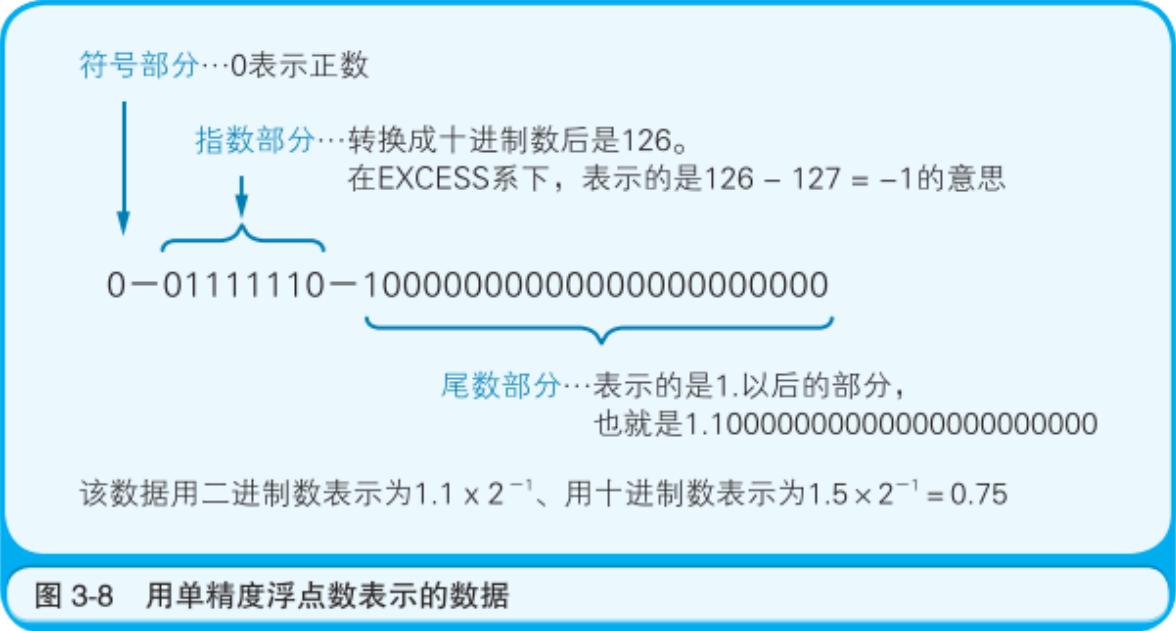 符号部分…0表示正数
指数部分…转换成十进制数后是126。
在EXCESS系下，表示的是126 – 127 = –1的意思
0－01111110－10000000000000000000000
尾数部分…表示的是1.以后的部分，
也就是1.10000000000000000000000
该数据用二进制数表示为1.1 x 2⁻¹、用十进制数表示为1.5×2⁻¹ = 0.75
图 3-8 用单精度浮点数表示的数据